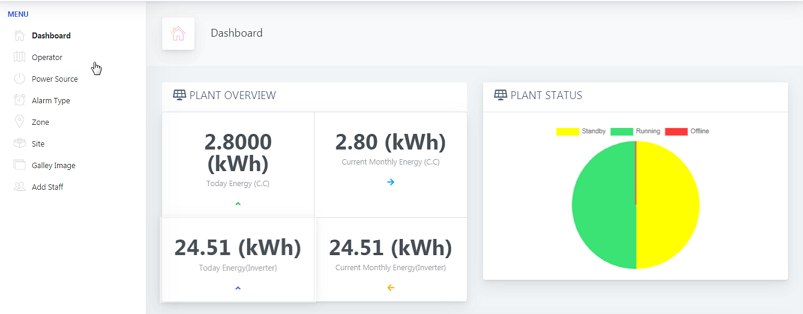 MENU
Dashboard
Operator
Power Source
Alarm Type
Zone
Site
Galley Image
Add Staff
Dashboard
PLANT OVERVIEW
2.8000
(kWh)
Today Energy (C.C)
2.80 (kWh)
Current Monthly Energy (C.C)
24.51 (kWh)
Today Energy(Inverter)
24.51 (kWh)
Current Monthly Energy(Inverter)
PLANT STATUS
Standby Running Offline